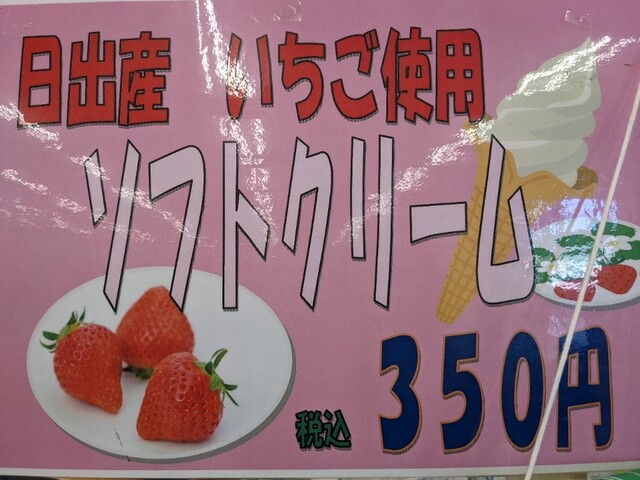 日出産　いちご使用
ソフトクリーム
税込 350円